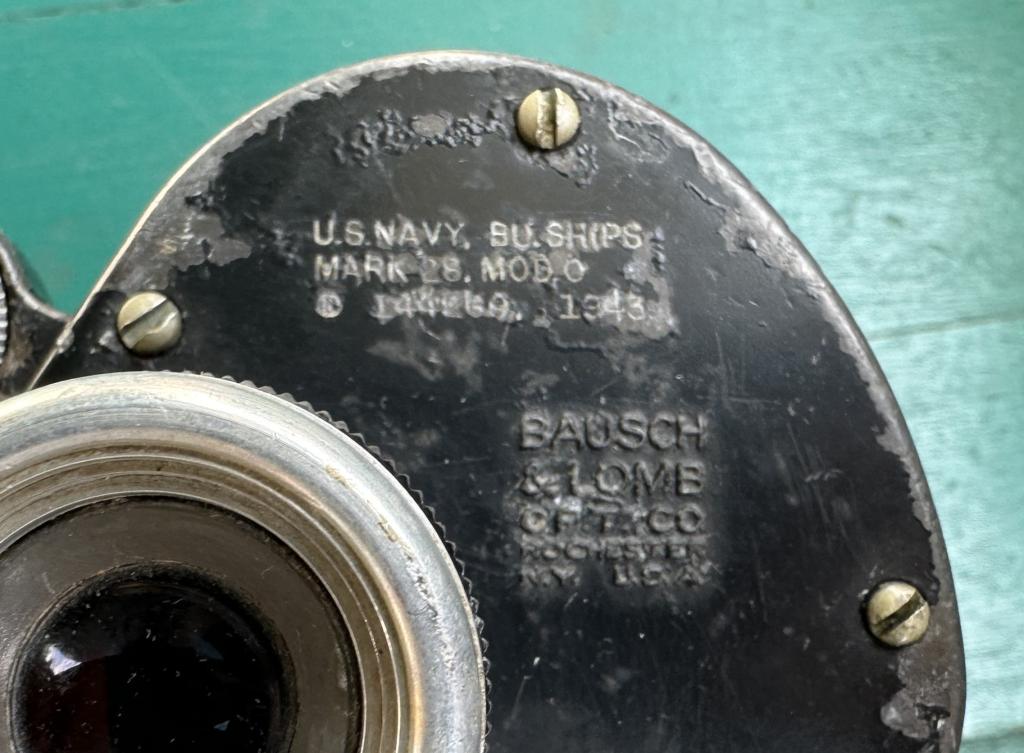 U.S.NAVY, BU.SHIPS
MARK 28, MOD.0
1943
BAUSCH
& LOMB
OPT. CO.
ROCHESTER
N.Y. U.S.A.